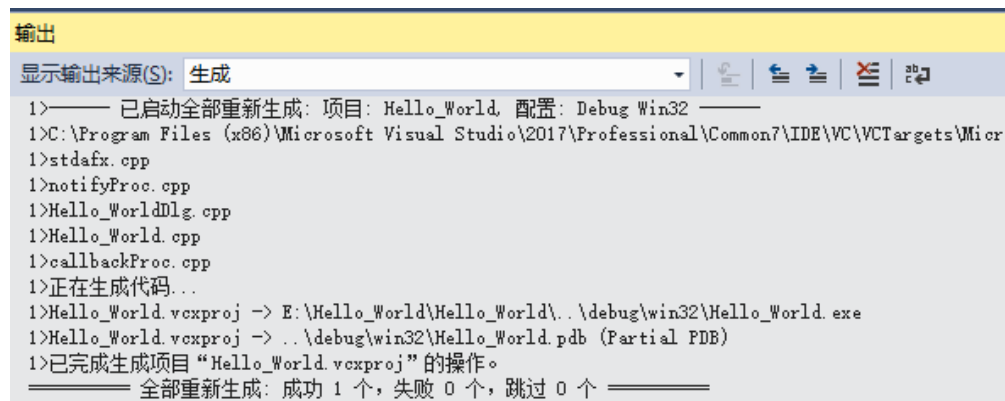 输出
显示输出来源(S): 生成
1>—— 已启动全部重新生成: 项目: Hello_World, 配置: Debug Win32 ——
1>C:\Program Files (x86)\Microsoft Visual Studio\2017\Professional\Common7\IDE\VC\VCTargets\Micr
1>stdafx.cpp
1>notifyProc.cpp
1>Hello_WorldDlg.cpp
1>Hello_World.cpp
1>callbackProc.cpp
1>正在生成代码...
1>Hello_World.vcxproj -> E:\Hello_World\Hello_World\..\debug\win32\Hello_World.exe
1>Hello_World.vcxproj -> ..\debug\win32\Hello_World.pdb (Partial PDB)
1>已完成生成项目“Hello_World.vcxproj”的操作。
========== 全部重新生成: 成功 1 个，失败 0 个，跳过 0 个 ==========